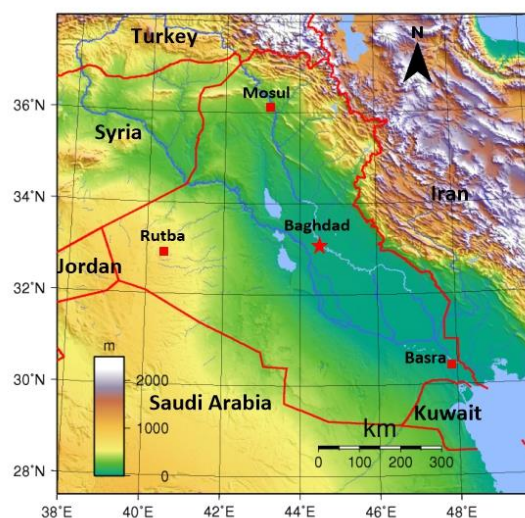 Turkey
N
36°N
Mosul
Syria
34°N
Iran
Baghdad
Rutba
32°N
Jordan
m
2000
Basra
30°N
1000
Saudi Arabia
Kuwait
km
0
0 100 200 300
28°N
38°E 40°E 42°E 44°E 46°E 48°E